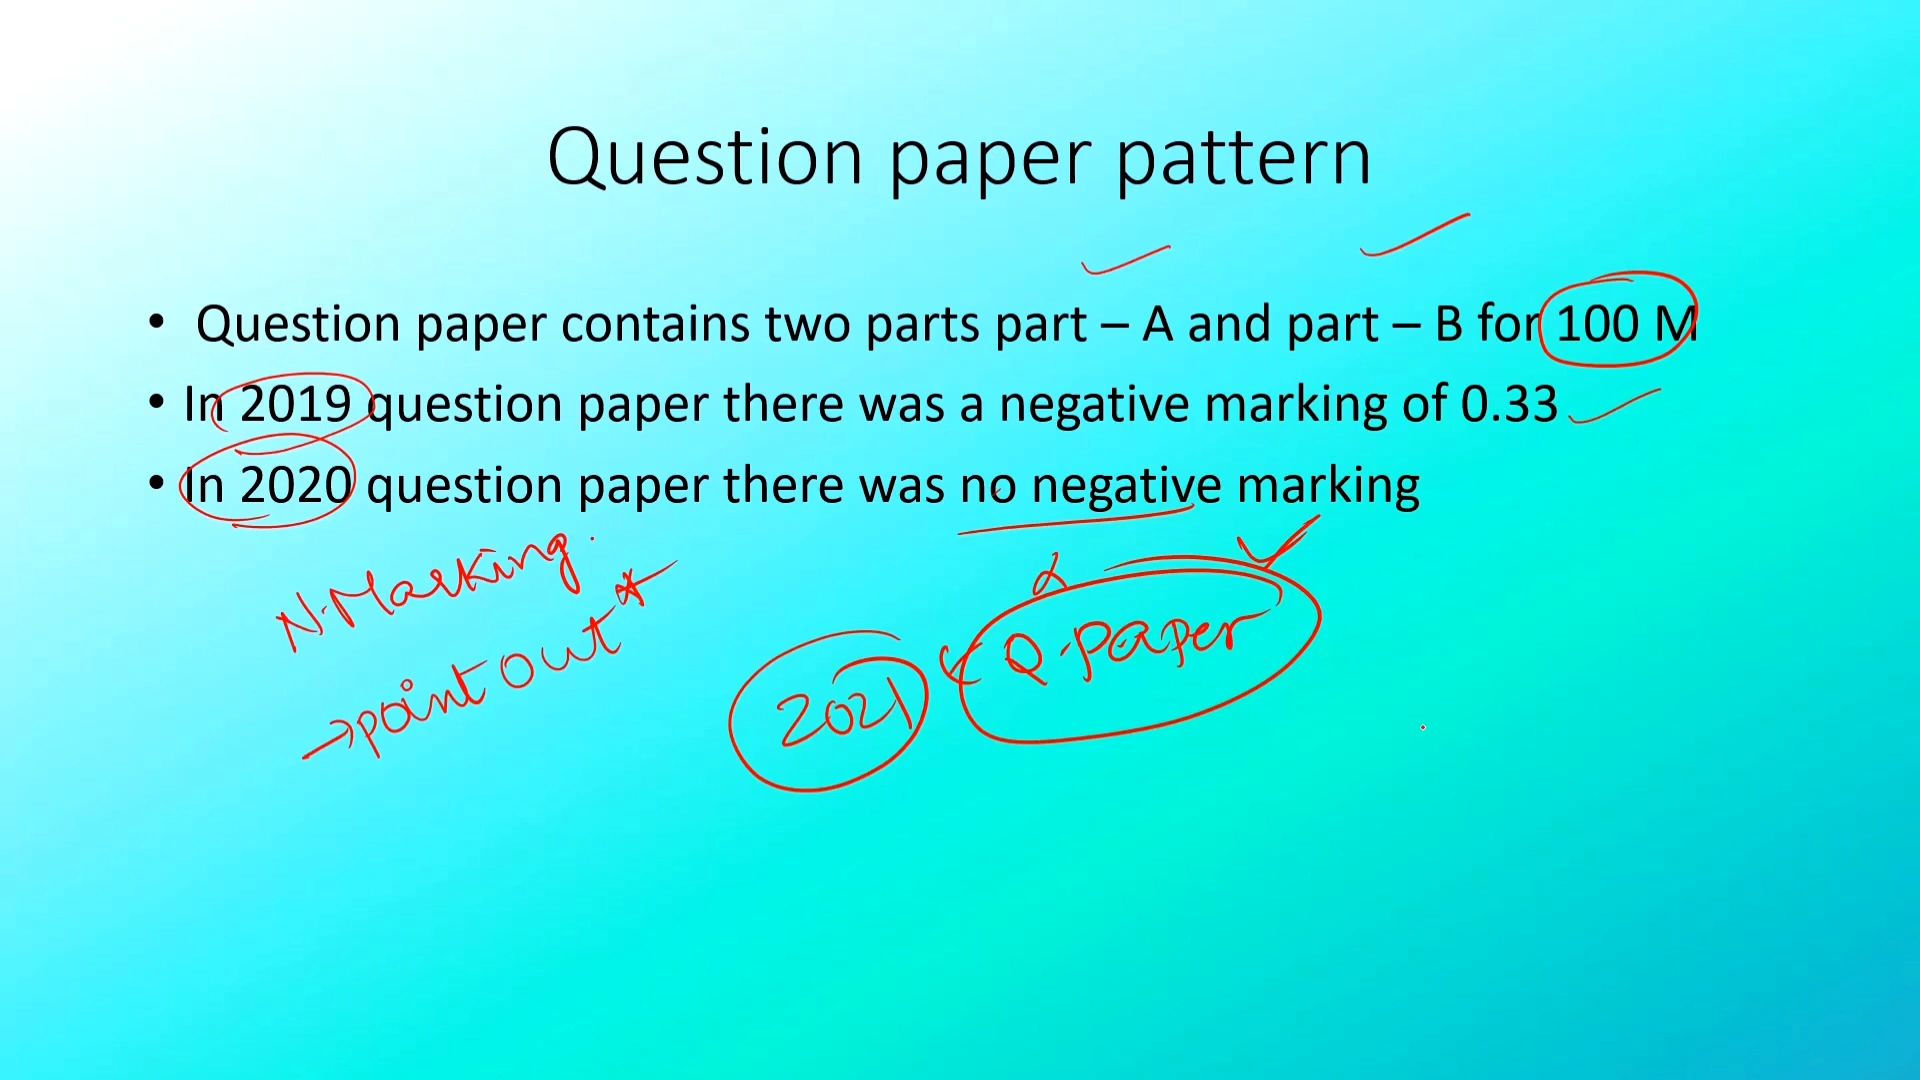 Question paper pattern
• Question paper contains two parts part – A and part – B for 100 M
• In 2019 question paper there was a negative marking of 0.33
• In 2020 question paper there was no negative marking
N.Marking.
→point out
2021 Q.paper